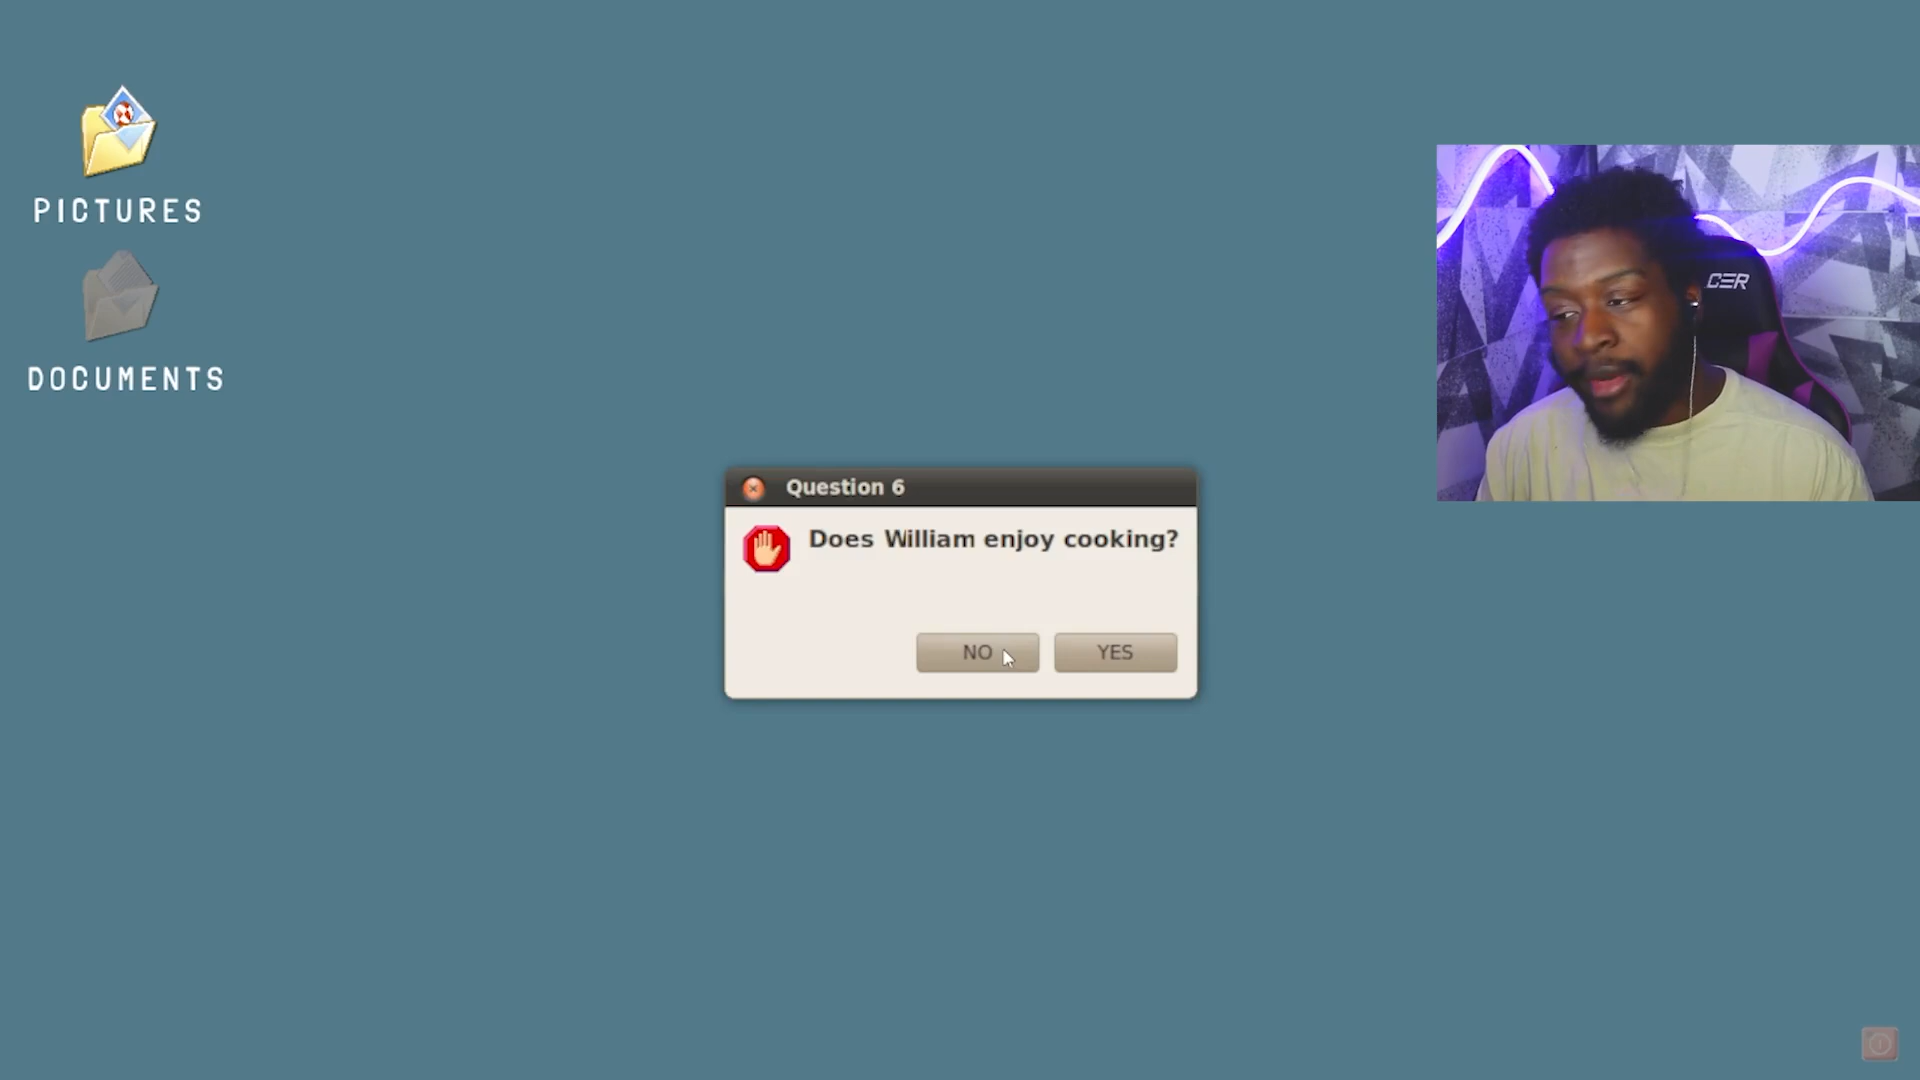 PICTURES
DOCUMENTS
Question 6
Does William enjoy cooking?
NO
YES
CER